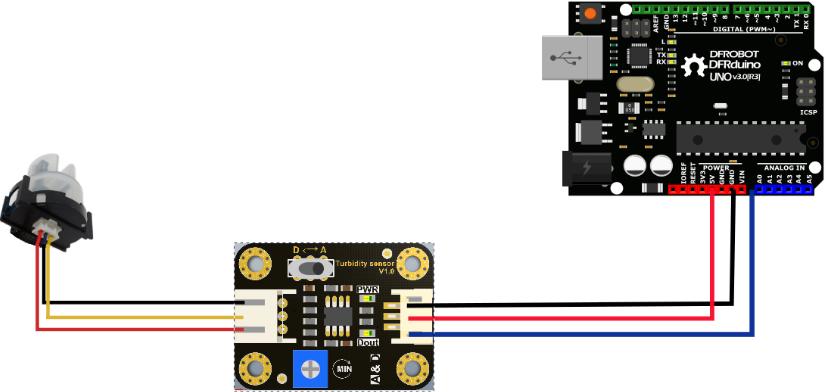 AREF
GND
13
12
~11
~10
~9
8
7
~6
~5
4
~3
2
TX 1
RX 0
DIGITAL (PWM~)
L
TX
RX
DFROBOT
DFRduino
UNO v3.0[R3]
ON
ICSP
POWER
ANALOG IN
IOREF
RESET
3V3
5V
GND
GND
VIN
A0
A1
A2
A3
A4
A5
D <--> A
Turbidity sensor
V1.0
PWR
Dout
MIN
A & D